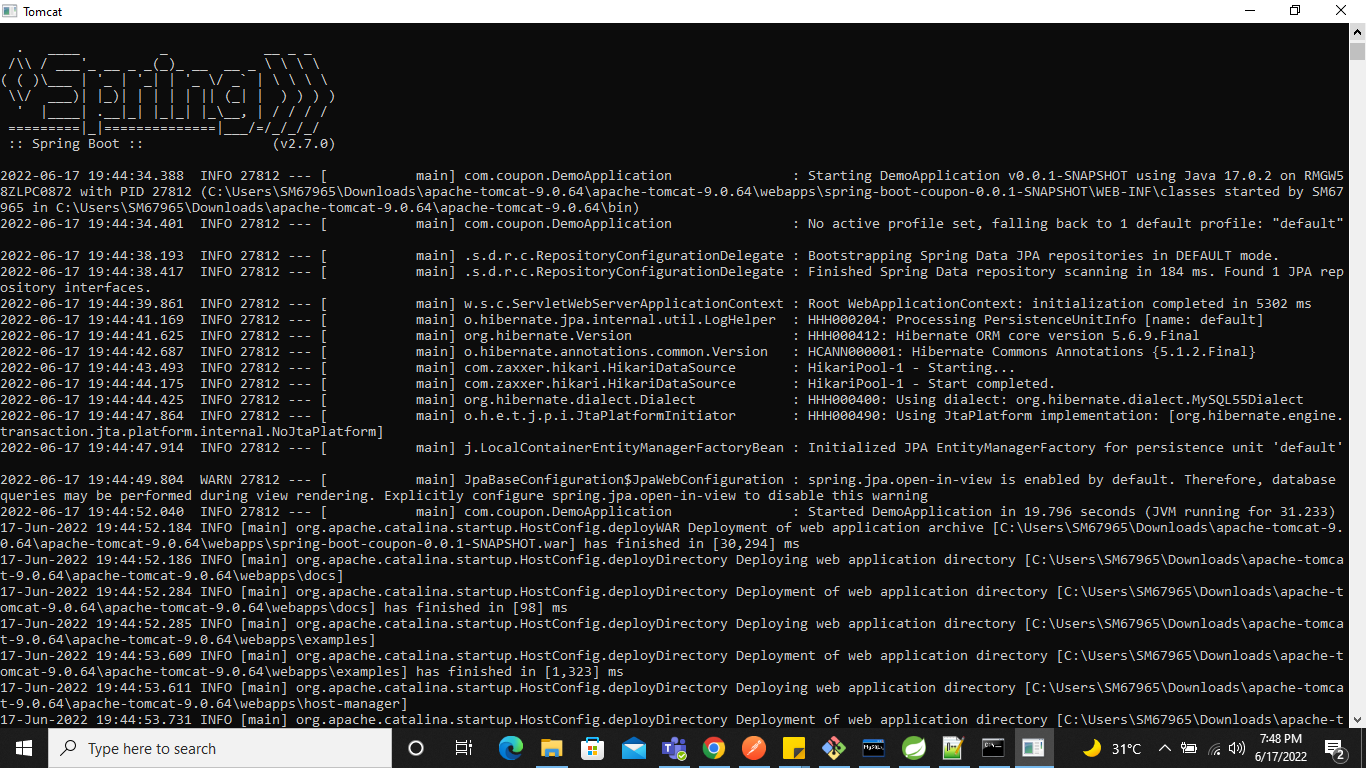 Tomcat
  .   ____          _            __ _ _
 /\\ / ___'_ __ _ _(_)_ __  __ _ \ \ \ \
( ( )\___ | '_ | '_| | '_ \/ _` | \ \ \ \
 \\/  ___)| |_)| | | | | || (_| |  ) ) ) )
  '  |____| .__|_| |_|_| |_\__, | / / / /
 =========|_|==============|___/=/_/_/_/
 :: Spring Boot ::                (v2.7.0)
2022-06-17 19:44:34.388  INFO 27812 --- [           main] com.coupon.DemoApplication               : Starting DemoApplication v0.0.1-SNAPSHOT using Java 17.0.2 on RMGW5
8ZLPC0872 with PID 27812 (C:\Users\SM67965\Downloads\apache-tomcat-9.0.64\apache-tomcat-9.0.64\webapps\spring-boot-coupon-0.0.1-SNAPSHOT\WEB-INF\classes started by SM67
965 in C:\Users\SM67965\Downloads\apache-tomcat-9.0.64\apache-tomcat-9.0.64\bin)
2022-06-17 19:44:34.401  INFO 27812 --- [           main] com.coupon.DemoApplication               : No active profile set, falling back to 1 default profile: "default"
2022-06-17 19:44:38.193  INFO 27812 --- [           main] .s.d.r.c.RepositoryConfigurationDelegate : Bootstrapping Spring Data JPA repositories in DEFAULT mode.
2022-06-17 19:44:38.417  INFO 27812 --- [           main] .s.d.r.c.RepositoryConfigurationDelegate : Finished Spring Data repository scanning in 184 ms. Found 1 JPA rep
ository interfaces.
2022-06-17 19:44:39.861  INFO 27812 --- [           main] w.s.c.ServletWebServerApplicationContext : Root WebApplicationContext: initialization completed in 5302 ms
2022-06-17 19:44:41.169  INFO 27812 --- [           main] o.hibernate.jpa.internal.util.LogHelper  : HHH000204: Processing PersistenceUnitInfo [name: default]
2022-06-17 19:44:41.625  INFO 27812 --- [           main] org.hibernate.Version                    : HHH000412: Hibernate ORM core version 5.6.9.Final
2022-06-17 19:44:42.687  INFO 27812 --- [           main] o.hibernate.annotations.common.Version   : HCANN000001: Hibernate Commons Annotations {5.1.2.Final}
2022-06-17 19:44:43.493  INFO 27812 --- [           main] com.zaxxer.hikari.HikariDataSource       : HikariPool-1 - Starting...
2022-06-17 19:44:44.175  INFO 27812 --- [           main] com.zaxxer.hikari.HikariDataSource       : HikariPool-1 - Start completed.
2022-06-17 19:44:44.425  INFO 27812 --- [           main] org.hibernate.dialect.Dialect            : HHH000400: Using dialect: org.hibernate.dialect.MySQL55Dialect
2022-06-17 19:44:47.864  INFO 27812 --- [           main] o.h.e.t.j.p.i.JtaPlatformInitiator       : HHH000490: Using JtaPlatform implementation: [org.hibernate.engine.
transaction.jta.platform.internal.NoJtaPlatform]
2022-06-17 19:44:47.914  INFO 27812 --- [           main] j.LocalContainerEntityManagerFactoryBean : Initialized JPA EntityManagerFactory for persistence unit 'default'
2022-06-17 19:44:49.804  WARN 27812 --- [           main] JpaBaseConfiguration$JpaWebConfiguration : spring.jpa.open-in-view is enabled by default. Therefore, database
queries may be performed during view rendering. Explicitly configure spring.jpa.open-in-view to disable this warning
2022-06-17 19:44:52.040  INFO 27812 --- [           main] com.coupon.DemoApplication               : Started DemoApplication in 19.796 seconds (JVM running for 31.233)
17-Jun-2022 19:44:52.184 INFO [main] org.apache.catalina.startup.HostConfig.deployWAR Deployment of web application archive [C:\Users\SM67965\Downloads\apache-tomcat-9.
0.64\apache-tomcat-9.0.64\webapps\spring-boot-coupon-0.0.1-SNAPSHOT.war] has finished in [30,294] ms
17-Jun-2022 19:44:52.186 INFO [main] org.apache.catalina.startup.HostConfig.deployDirectory Deploying web application directory [C:\Users\SM67965\Downloads\apache-tomca
t-9.0.64\apache-tomcat-9.0.64\webapps\docs]
17-Jun-2022 19:44:52.284 INFO [main] org.apache.catalina.startup.HostConfig.deployDirectory Deployment of web application directory [C:\Users\SM67965\Downloads\apache-t
omcat-9.0.64\apache-tomcat-9.0.64\webapps\docs] has finished in [98] ms
17-Jun-2022 19:44:52.285 INFO [main] org.apache.catalina.startup.HostConfig.deployDirectory Deploying web application directory [C:\Users\SM67965\Downloads\apache-tomca
t-9.0.64\apache-tomcat-9.0.64\webapps\examples]
17-Jun-2022 19:44:53.609 INFO [main] org.apache.catalina.startup.HostConfig.deployDirectory Deployment of web application directory [C:\Users\SM67965\Downloads\apache-t
omcat-9.0.64\apache-tomcat-9.0.64\webapps\examples] has finished in [1,323] ms
17-Jun-2022 19:44:53.611 INFO [main] org.apache.catalina.startup.HostConfig.deployDirectory Deploying web application directory [C:\Users\SM67965\Downloads\apache-tomca
t-9.0.64\apache-tomcat-9.0.64\webapps\host-manager]
17-Jun-2022 19:44:53.731 INFO [main] org.apache.catalina.startup.HostConfig.deployDirectory Deployment of web application directory [C:\Users\SM67965\Downloads\apache-t
Type here to search
31°C
7:48 PM
6/17/2022
2